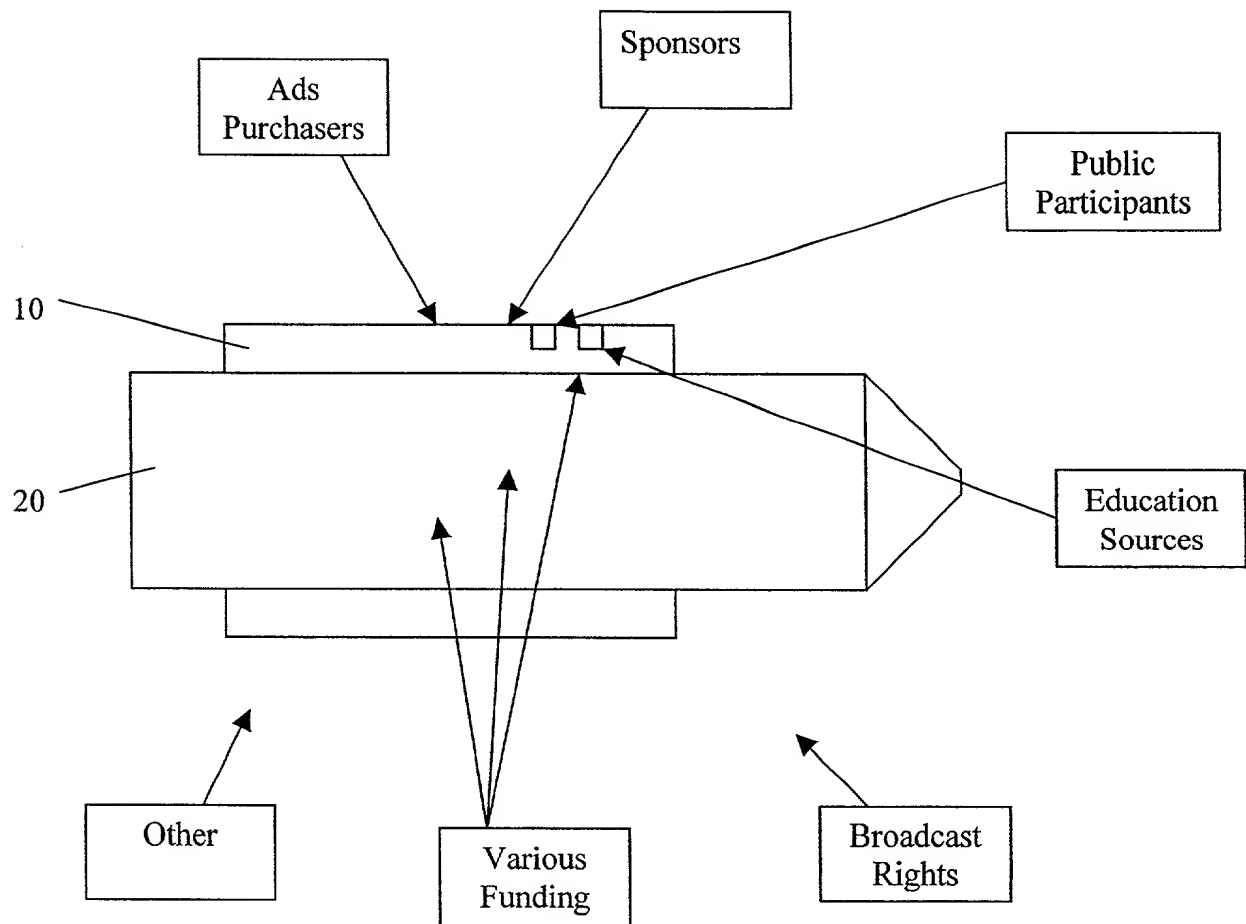 Sponsors
Ads
Purchasers
Public
Participants
10
20
Education
Sources
Other
Various
Funding
Broadcast
Rights